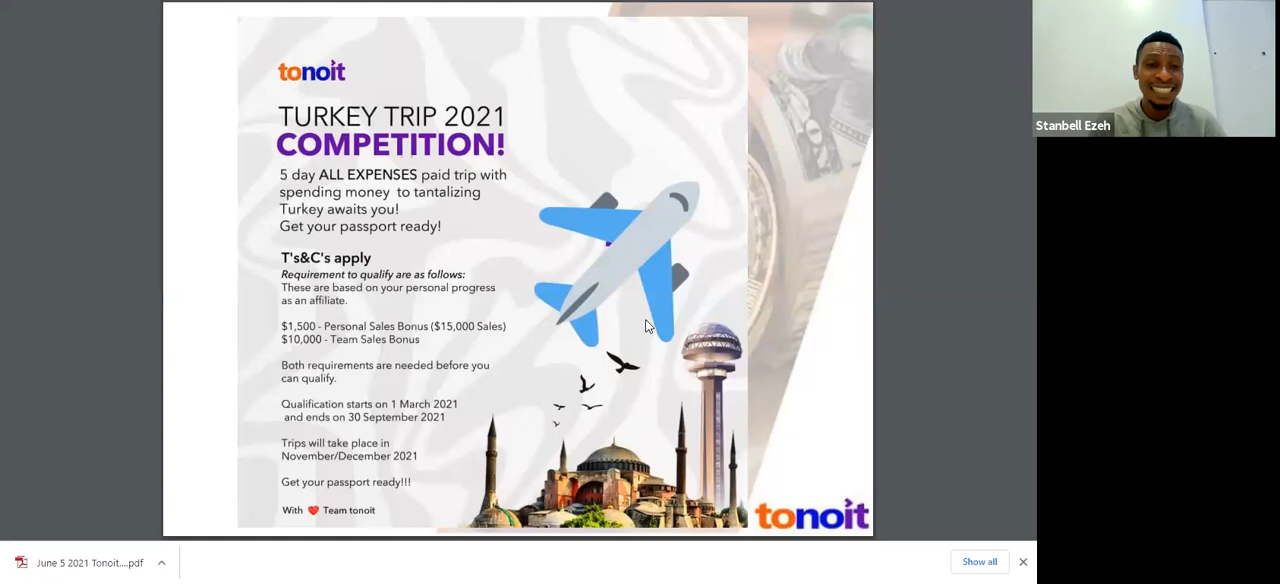 tonoit
TURKEY TRIP 2021
COMPETITION!
5 day ALL EXPENSES paid trip with
spending money to tantalizing
Turkey awaits you!
Get your passport ready!
T's&C's apply
Requirement to qualify are as follows:
These are based on your personal progress
as an affiliate.
$1,500 - Personal Sales Bonus ($15,000 Sales)
$10,000 - Team Sales Bonus
Both requirements are needed before you
can qualify.
Qualification starts on 1 March 2021
and ends on 30 September 2021
Trips will take place in
November/December 2021
Get your passport ready!!!
With ❤ Team tonoit
tonoit
Stanbell Ezeh
June 5 2021 Tonoit....pdf
Show all